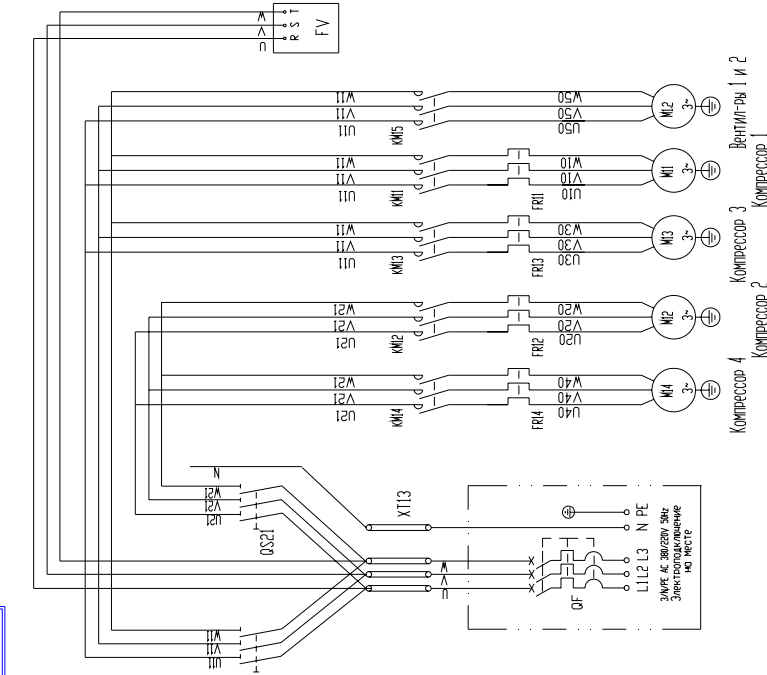 W
V
U
R S T
FV
W11
V11
U11
KM15
W50
V50
U50
M1.2
3~
Вентил-ры 1 и 2
W11
V11
U11
KM11
FR11
W10
V10
U10
M11
3~
Компрессор 1
W11
V11
U11
KM13
FR13
W30
V30
U30
M13
3~
Компрессор 3
W21
V21
U21
KM12
FR12
W20
V20
U20
M12
3~
Компрессор 2
W21
V21
U21
KM14
FR14
W40
V40
U40
M14
3~
Компрессор 4
N
W21
V21
U21
QS21
XT13
W
V
U
QF
N PE
L1 L2 L3
3/N/PE AC 380/220V 50Hz
Электроподключение
на месте
W11
V11
U11